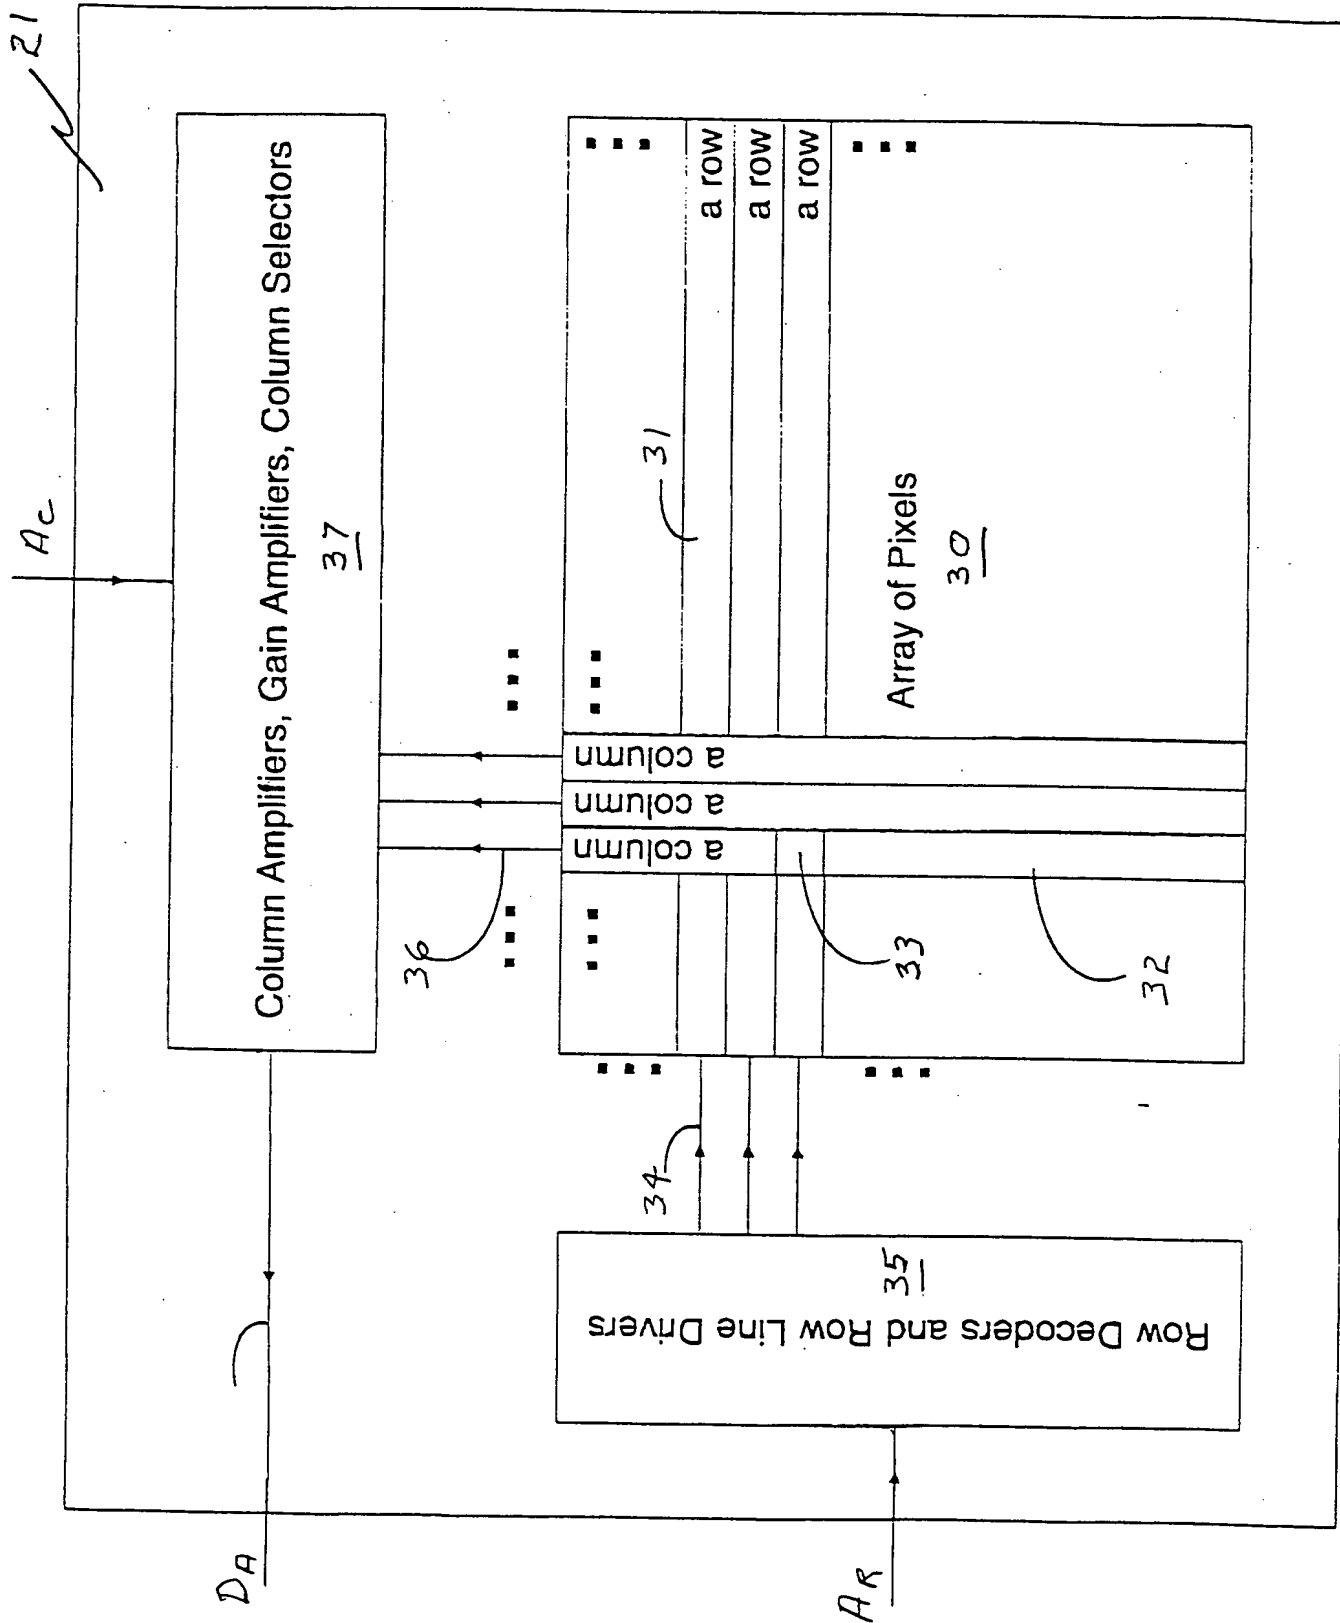 21
Ac
Column Amplifiers, Gain Amplifiers, Column Selectors
37
DA
36
a column
a column
a column
31
a row
a row
a row
Array of Pixels
30
33
32
34
Row Decoders and Row Line Drivers
35
AR